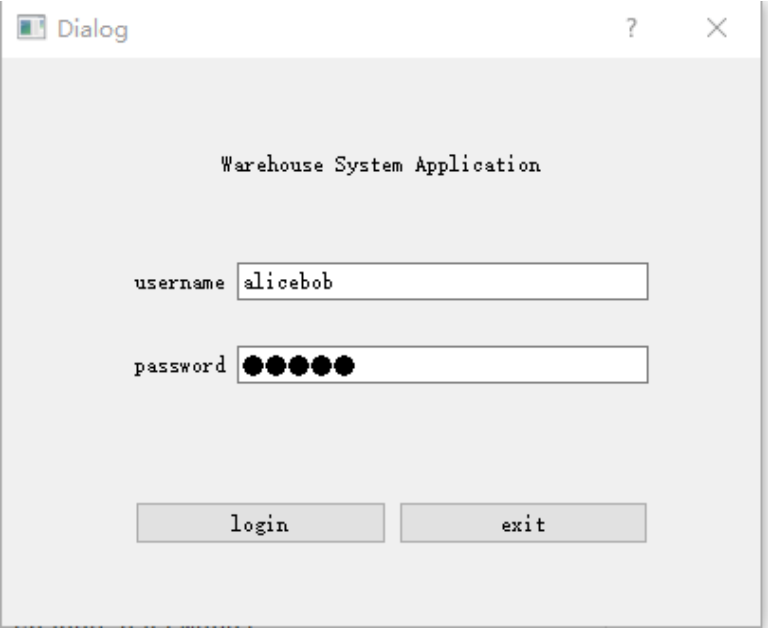 Dialog ?
Warehouse System Application
username alicebob
password ●●●●●
login exit